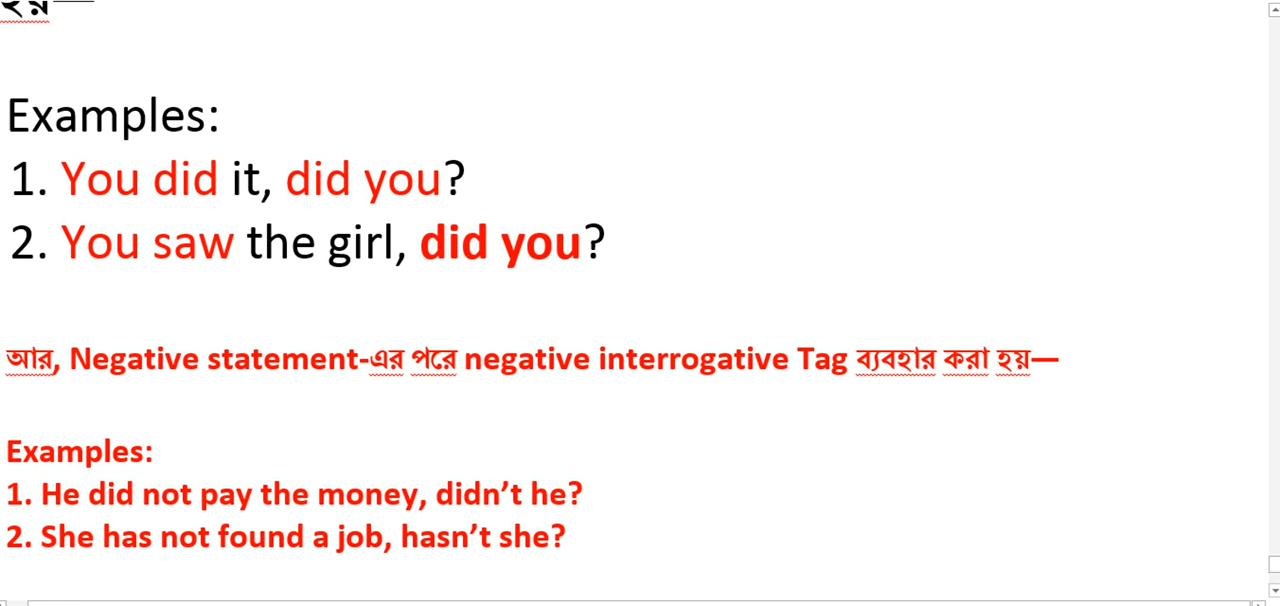 Examples:
1. You did it, did you?
2. You saw the girl, did you?
আর, Negative statement-এর পরে negative interrogative Tag ব্যবহার করা হয়—
Examples:
1. He did not pay the money, didn’t he?
2. She has not found a job, hasn’t she?